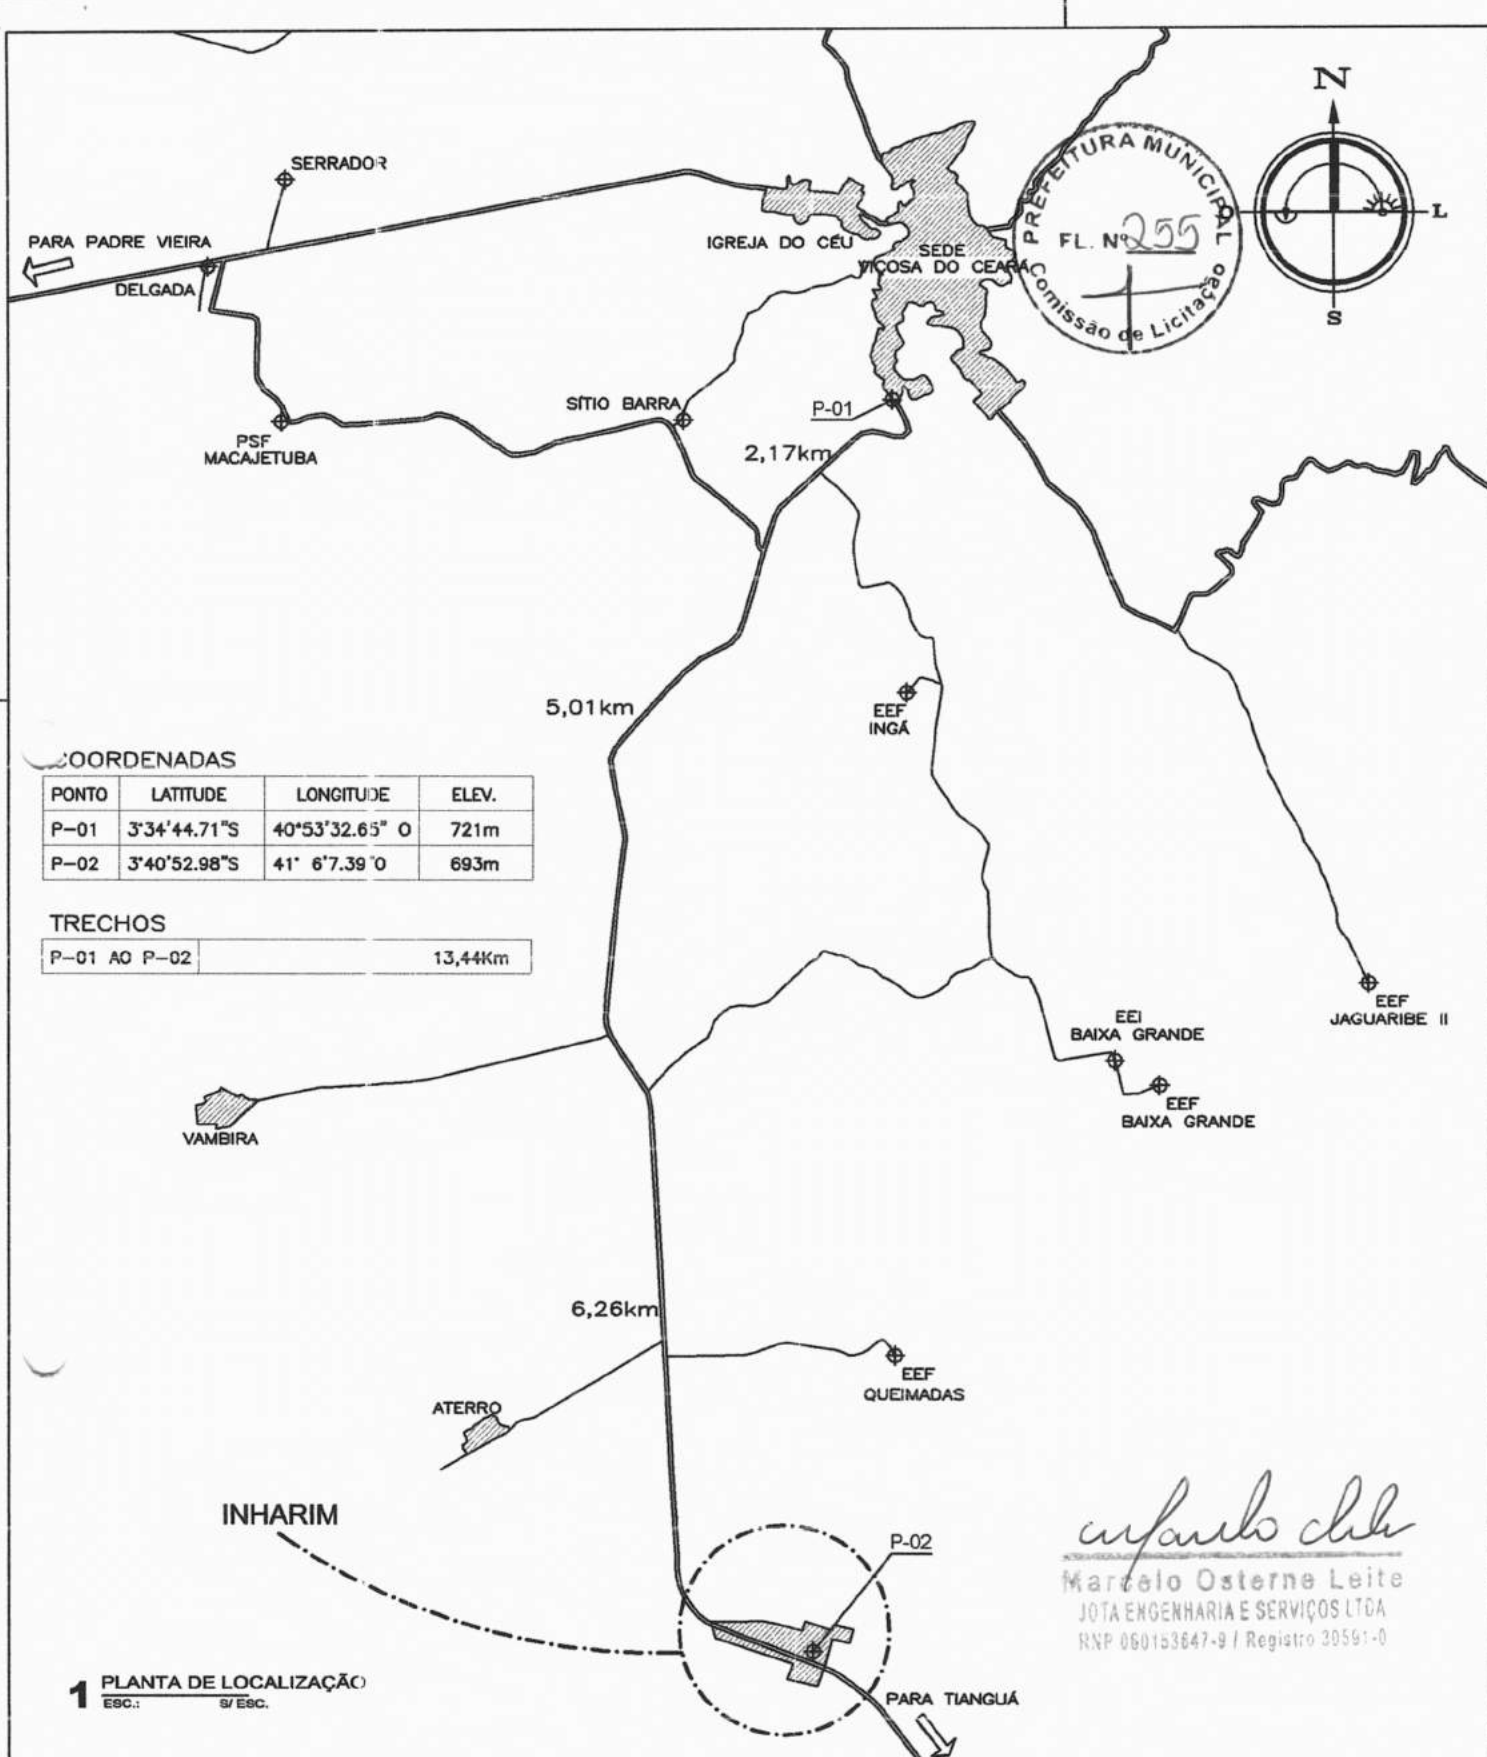 N
SERRADOR
PREFEITURA MUNICIPAL
FL. Nº 255
Comissão de Licitação
O
L
S
PARA PADRE VIEIRA
DELGADA
IGREJA DO CÉU
SEDE
VIÇOSA DO CEARÁ
SÍTIO BARRA
P-01
PSF
MACAJETUBA
2,17km
5,01km
EEF
INGÁ
COORDENADAS
PONTO LATITUDE LONGITUDE ELEV.
P-01 3°34'44.71"S 40°53'32.65" O 721m
P-02 3°40'52.98"S 41° 6'7.39"O 693m
TRECHOS
P-01 AO P-02 13,44Km
EEF
JAGUARIBE II
EEI
BAIXA GRANDE
EEF
BAIXA GRANDE
VAMBIRA
6,26km
EEF
QUEIMADAS
ATERRO
INHARIM
P-02
Marcelo Osterne Leite
JOTA ENGENHARIA E SERVIÇOS LTDA
RNP 060153647-9 / Registro 30591-0
1 PLANTA DE LOCALIZAÇÃO
ESC.: S/ ESC.
PARA TIANGUÁ